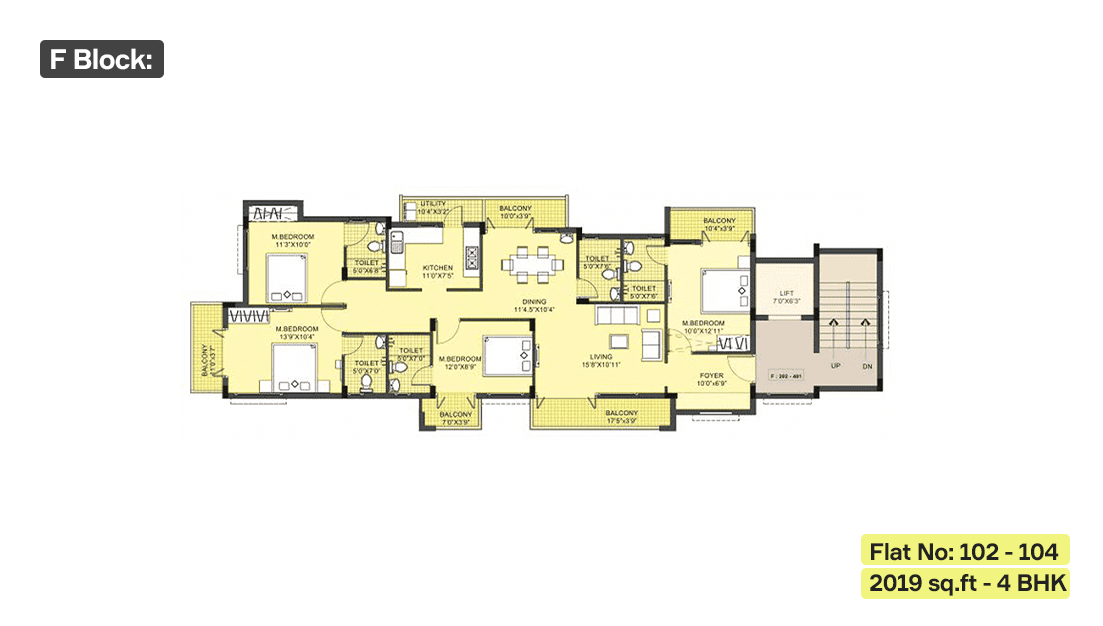 F Block:
UTILITY
10'4"X3'2"
BALCONY
10'0"x3'9"
BALCONY
10'4"x3'9"
M.BEDROOM
11'3"X10'0"
TOILET
5'0"X6'8"
KITCHEN
11'0"X7'5"
TOILET
5'0"X7'6"
TOILET
5'0"X7'6"
LIFT
7'0"X6'3"
DINING
11'4.5"X10'4"
M.BEDROOM
13'9"X10'4"
M.BEDROOM
10'0"X12'11"
BALCONY
TOILET
5'0"X7'0"
TOILET
5'0"X7'0"
M.BEDROOM
12'0"X8'9"
LIVING
15'8"X10'11"
FOYER
10'0"x6'9"
F : 202 - 401
UP
DN
BALCONY
7'0"X3'9"
BALCONY
17'5"x3'9"
Flat No: 102 - 104
2019 sq.ft - 4 BHK